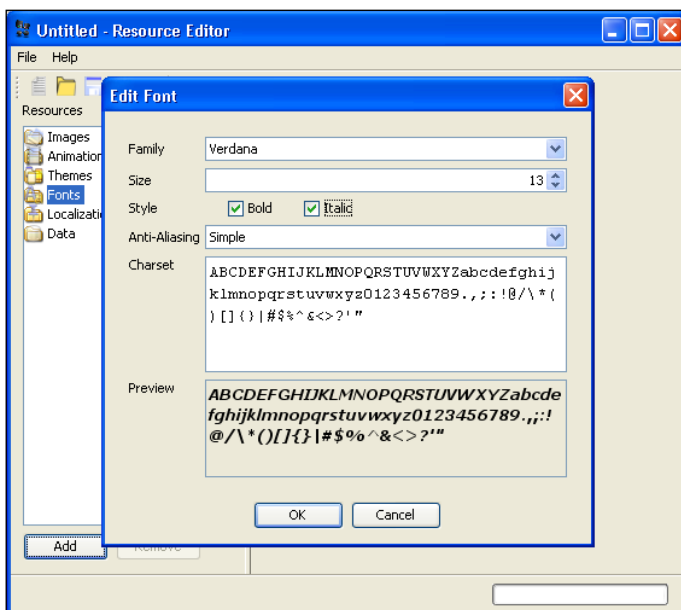 Untitled - Resource Editor
File Help
Resources
Images
Animation
Themes
Fonts
Localizati
Data
Add
Remove
Edit Font
Family Verdana
Size 13
Style Bold Italic
Anti-Aliasing Simple
Charset
ABCDEFGHIJKLMNOPQRSTUVWXYZabcdefghij
klmnopqrstuvwxyz0123456789.,;:!@/\*(
)[]{}|#$%^&<>?'"
Preview
ABCDEFGHIJKLMNOPQRSTUVWXYZabcde
fghijklmnopqrstuvwxyz0123456789.,;:!
@/\*()[]{}|#$%^&<>?'"
OK Cancel